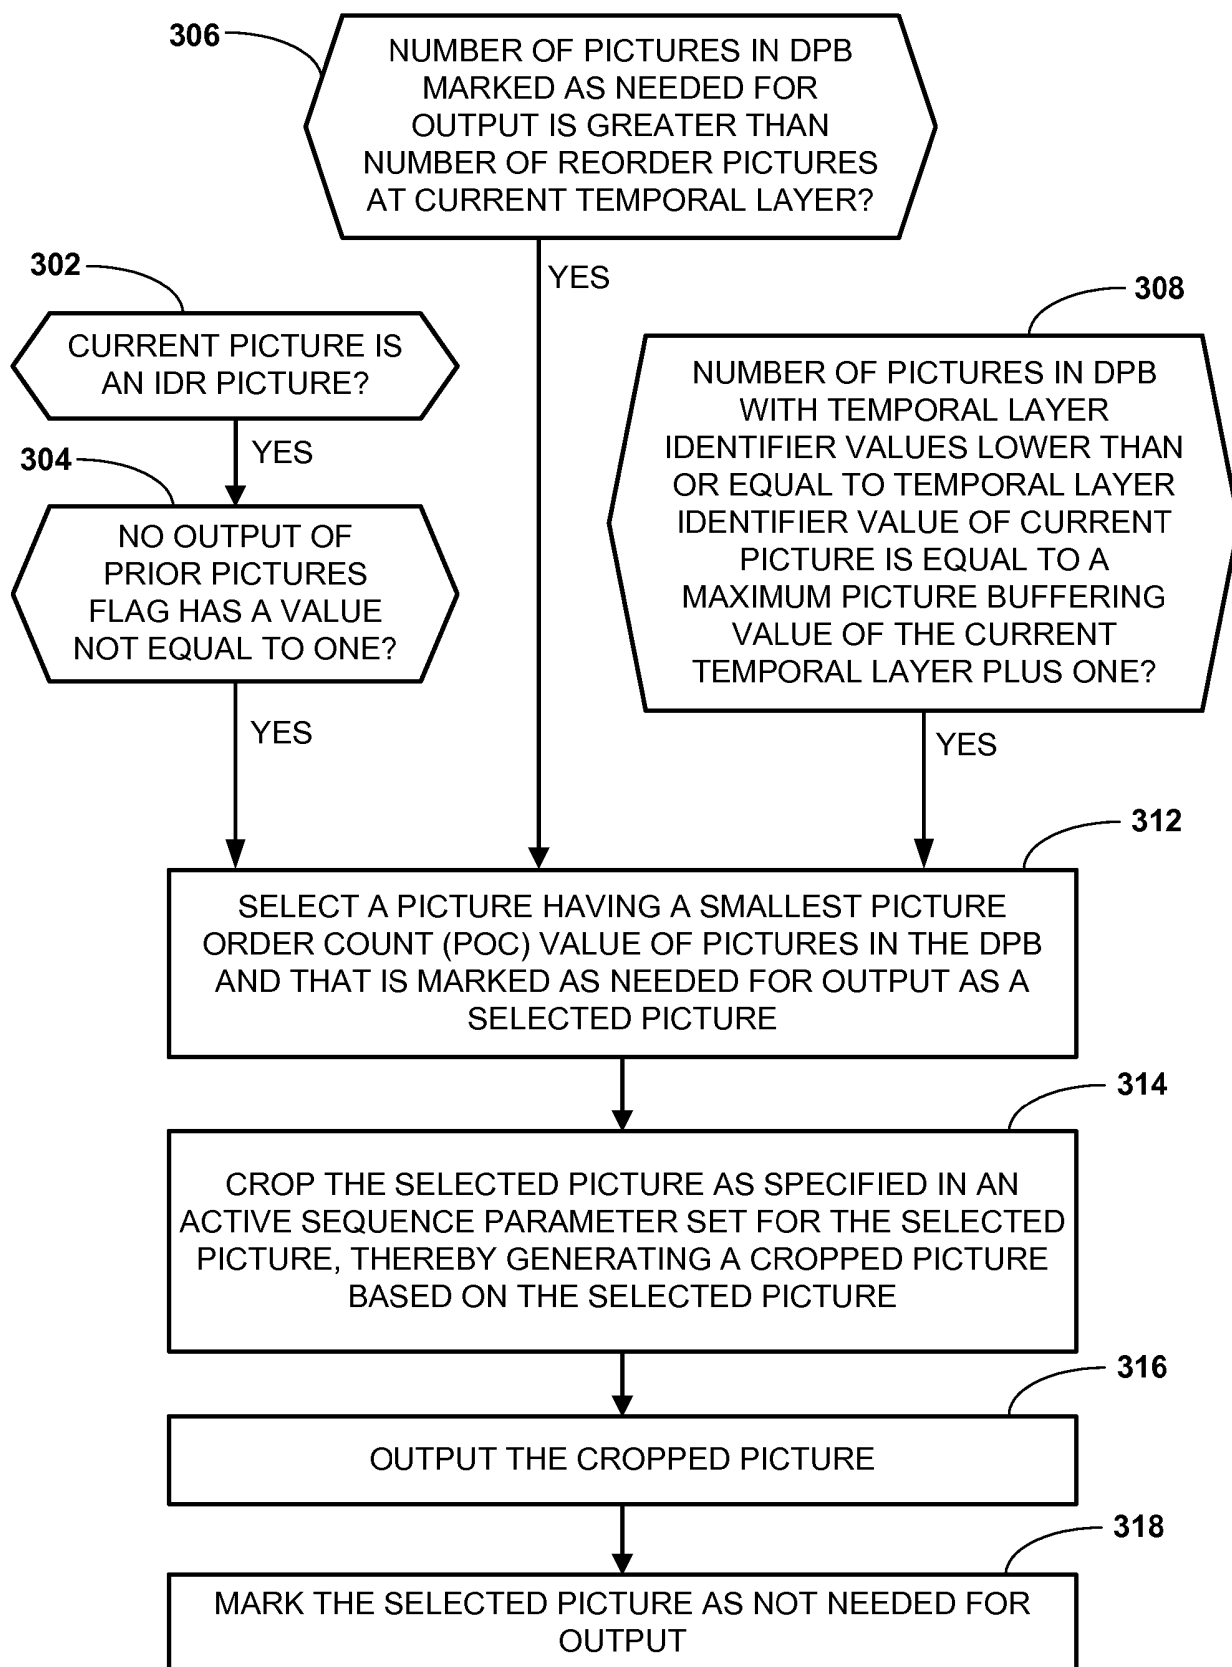 306
NUMBER OF PICTURES IN DPB
MARKED AS NEEDED FOR
OUTPUT IS GREATER THAN
NUMBER OF REORDER PICTURES
AT CURRENT TEMPORAL LAYER?
YES
302
CURRENT PICTURE IS
AN IDR PICTURE?
YES
304
NO OUTPUT OF
PRIOR PICTURES
FLAG HAS A VALUE
NOT EQUAL TO ONE?
YES
308
NUMBER OF PICTURES IN DPB
WITH TEMPORAL LAYER
IDENTIFIER VALUES LOWER THAN
OR EQUAL TO TEMPORAL LAYER
IDENTIFIER VALUE OF CURRENT
PICTURE IS EQUAL TO A
MAXIMUM PICTURE BUFFERING
VALUE OF THE CURRENT
TEMPORAL LAYER PLUS ONE?
YES
312
SELECT A PICTURE HAVING A SMALLEST PICTURE
ORDER COUNT (POC) VALUE OF PICTURES IN THE DPB
AND THAT IS MARKED AS NEEDED FOR OUTPUT AS A
SELECTED PICTURE
314
CROP THE SELECTED PICTURE AS SPECIFIED IN AN
ACTIVE SEQUENCE PARAMETER SET FOR THE SELECTED
PICTURE, THEREBY GENERATING A CROPPED PICTURE
BASED ON THE SELECTED PICTURE
316
OUTPUT THE CROPPED PICTURE
318
MARK THE SELECTED PICTURE AS NOT NEEDED FOR
OUTPUT